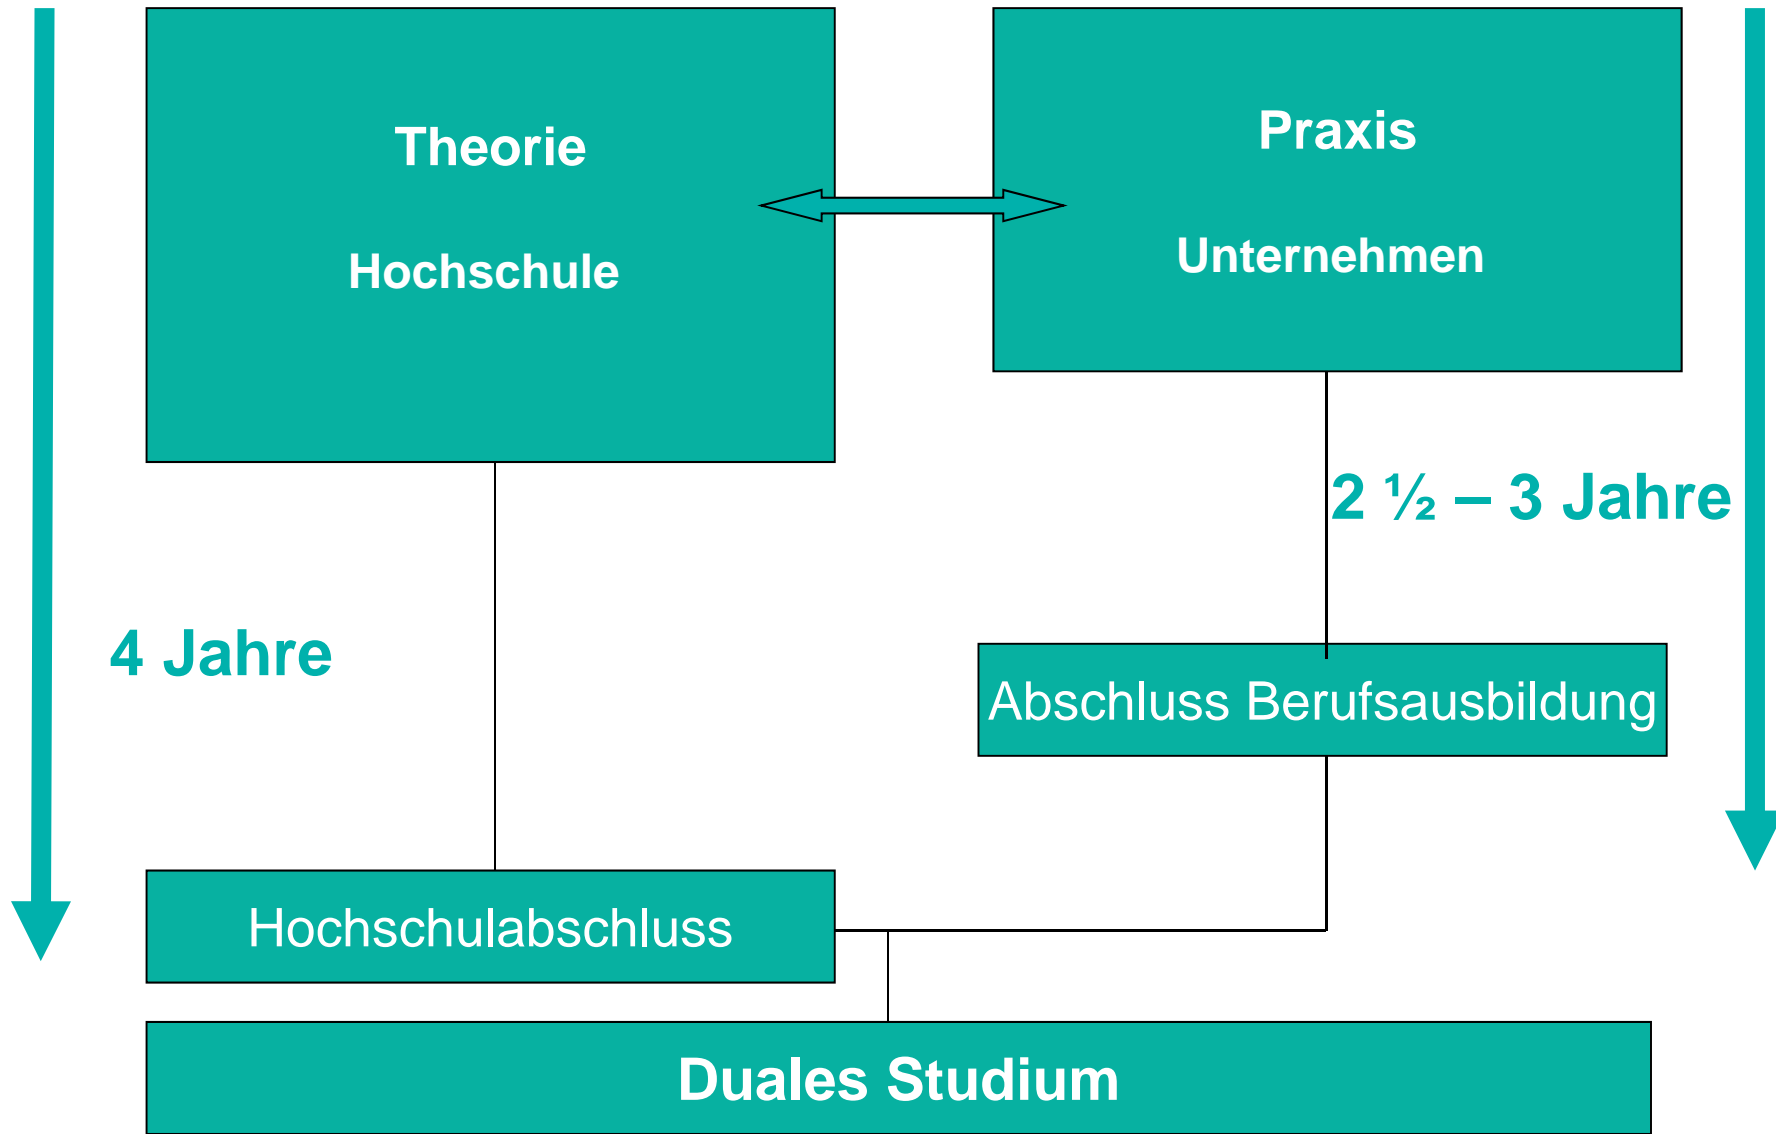 Theorie
Hochschule
Praxis
Unternehmen
2 ½ – 3 Jahre
4 Jahre
Abschluss Berufsausbildung
Hochschulabschluss
Duales Studium